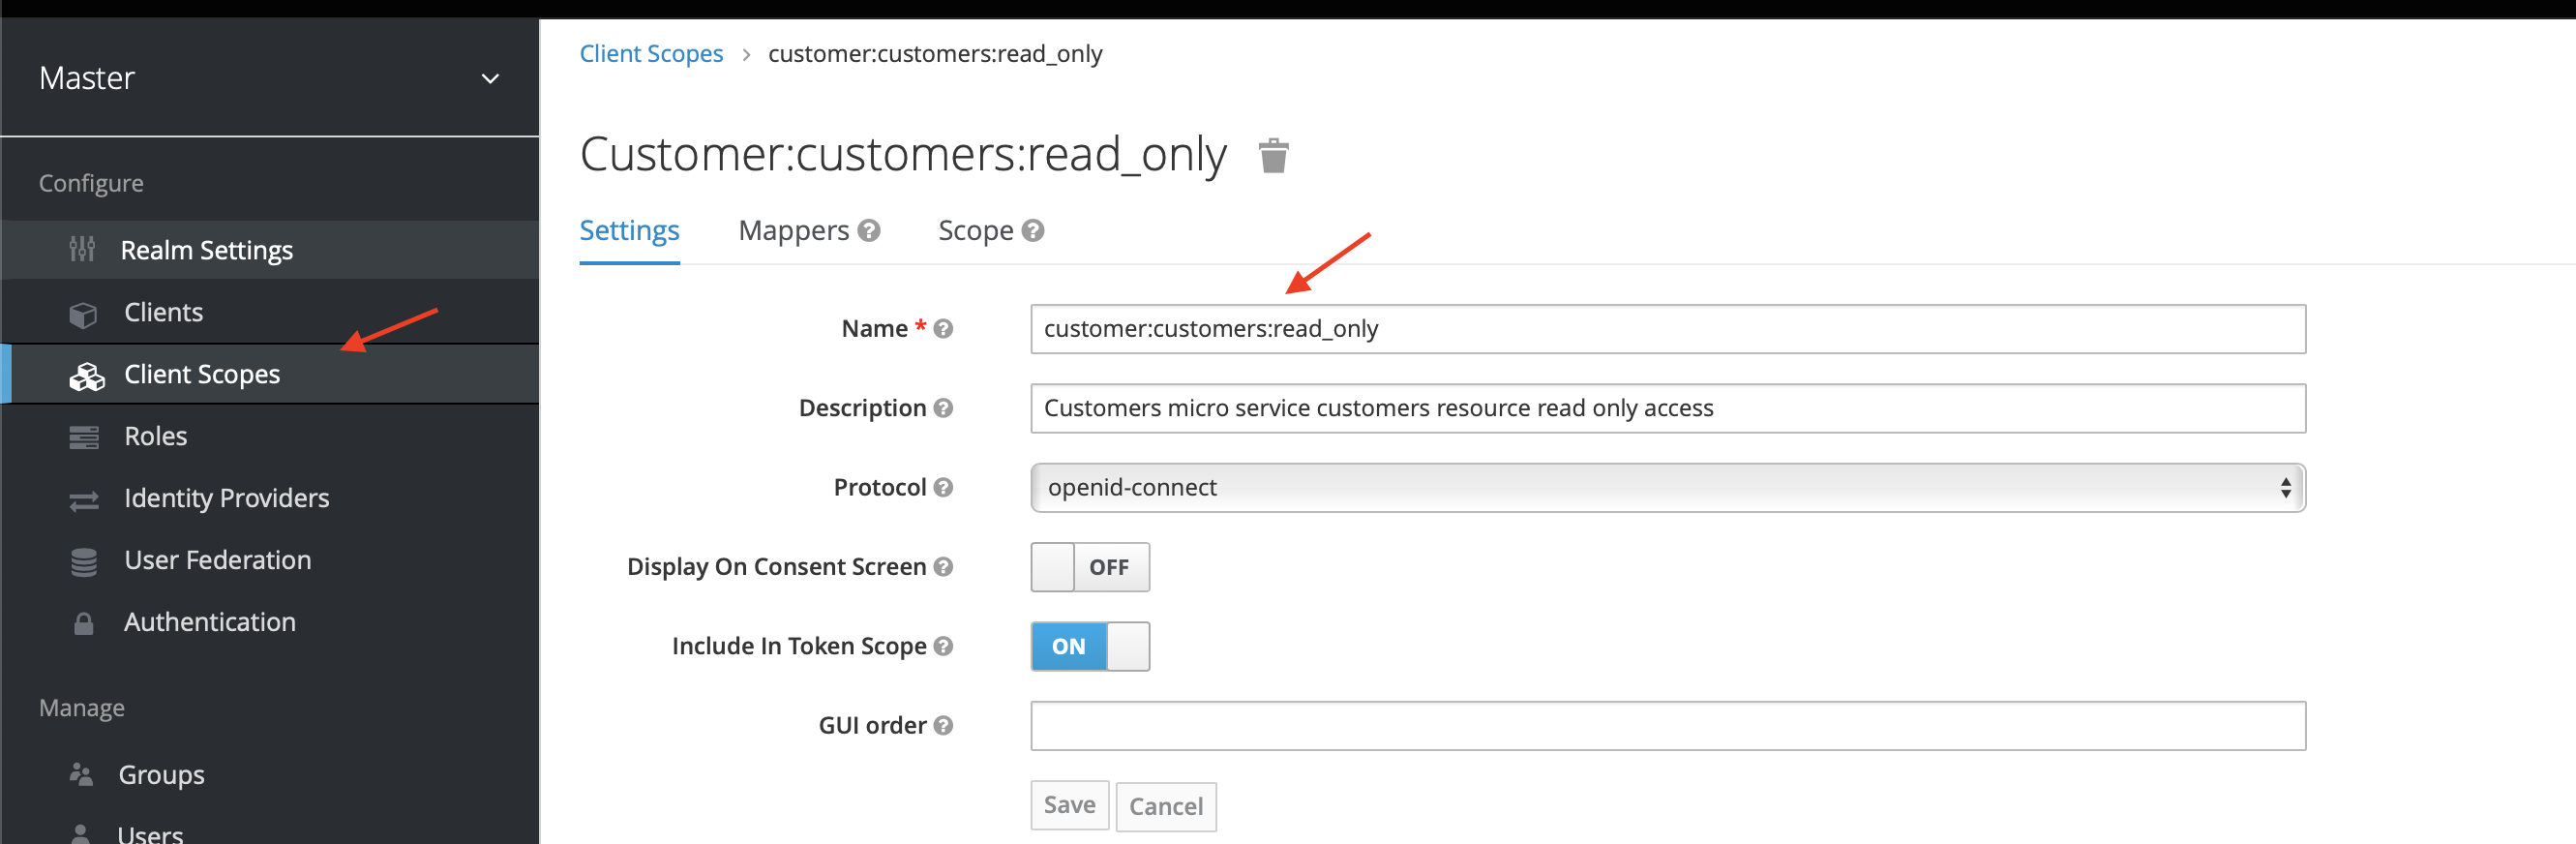 Master
Configure
Realm Settings
Clients
Client Scopes
Roles
Identity Providers
User Federation
Authentication
Manage
Groups
Users
Client Scopes > customer:customers:read_only
Customer:customers:read_only
Settings Mappers ? Scope ?
Name * ? customer:customers:read_only
Description ? Customers micro service customers resource read only access
Protocol ? openid-connect
Display On Consent Screen ? OFF
Include In Token Scope ? ON
GUI order ?
Save Cancel